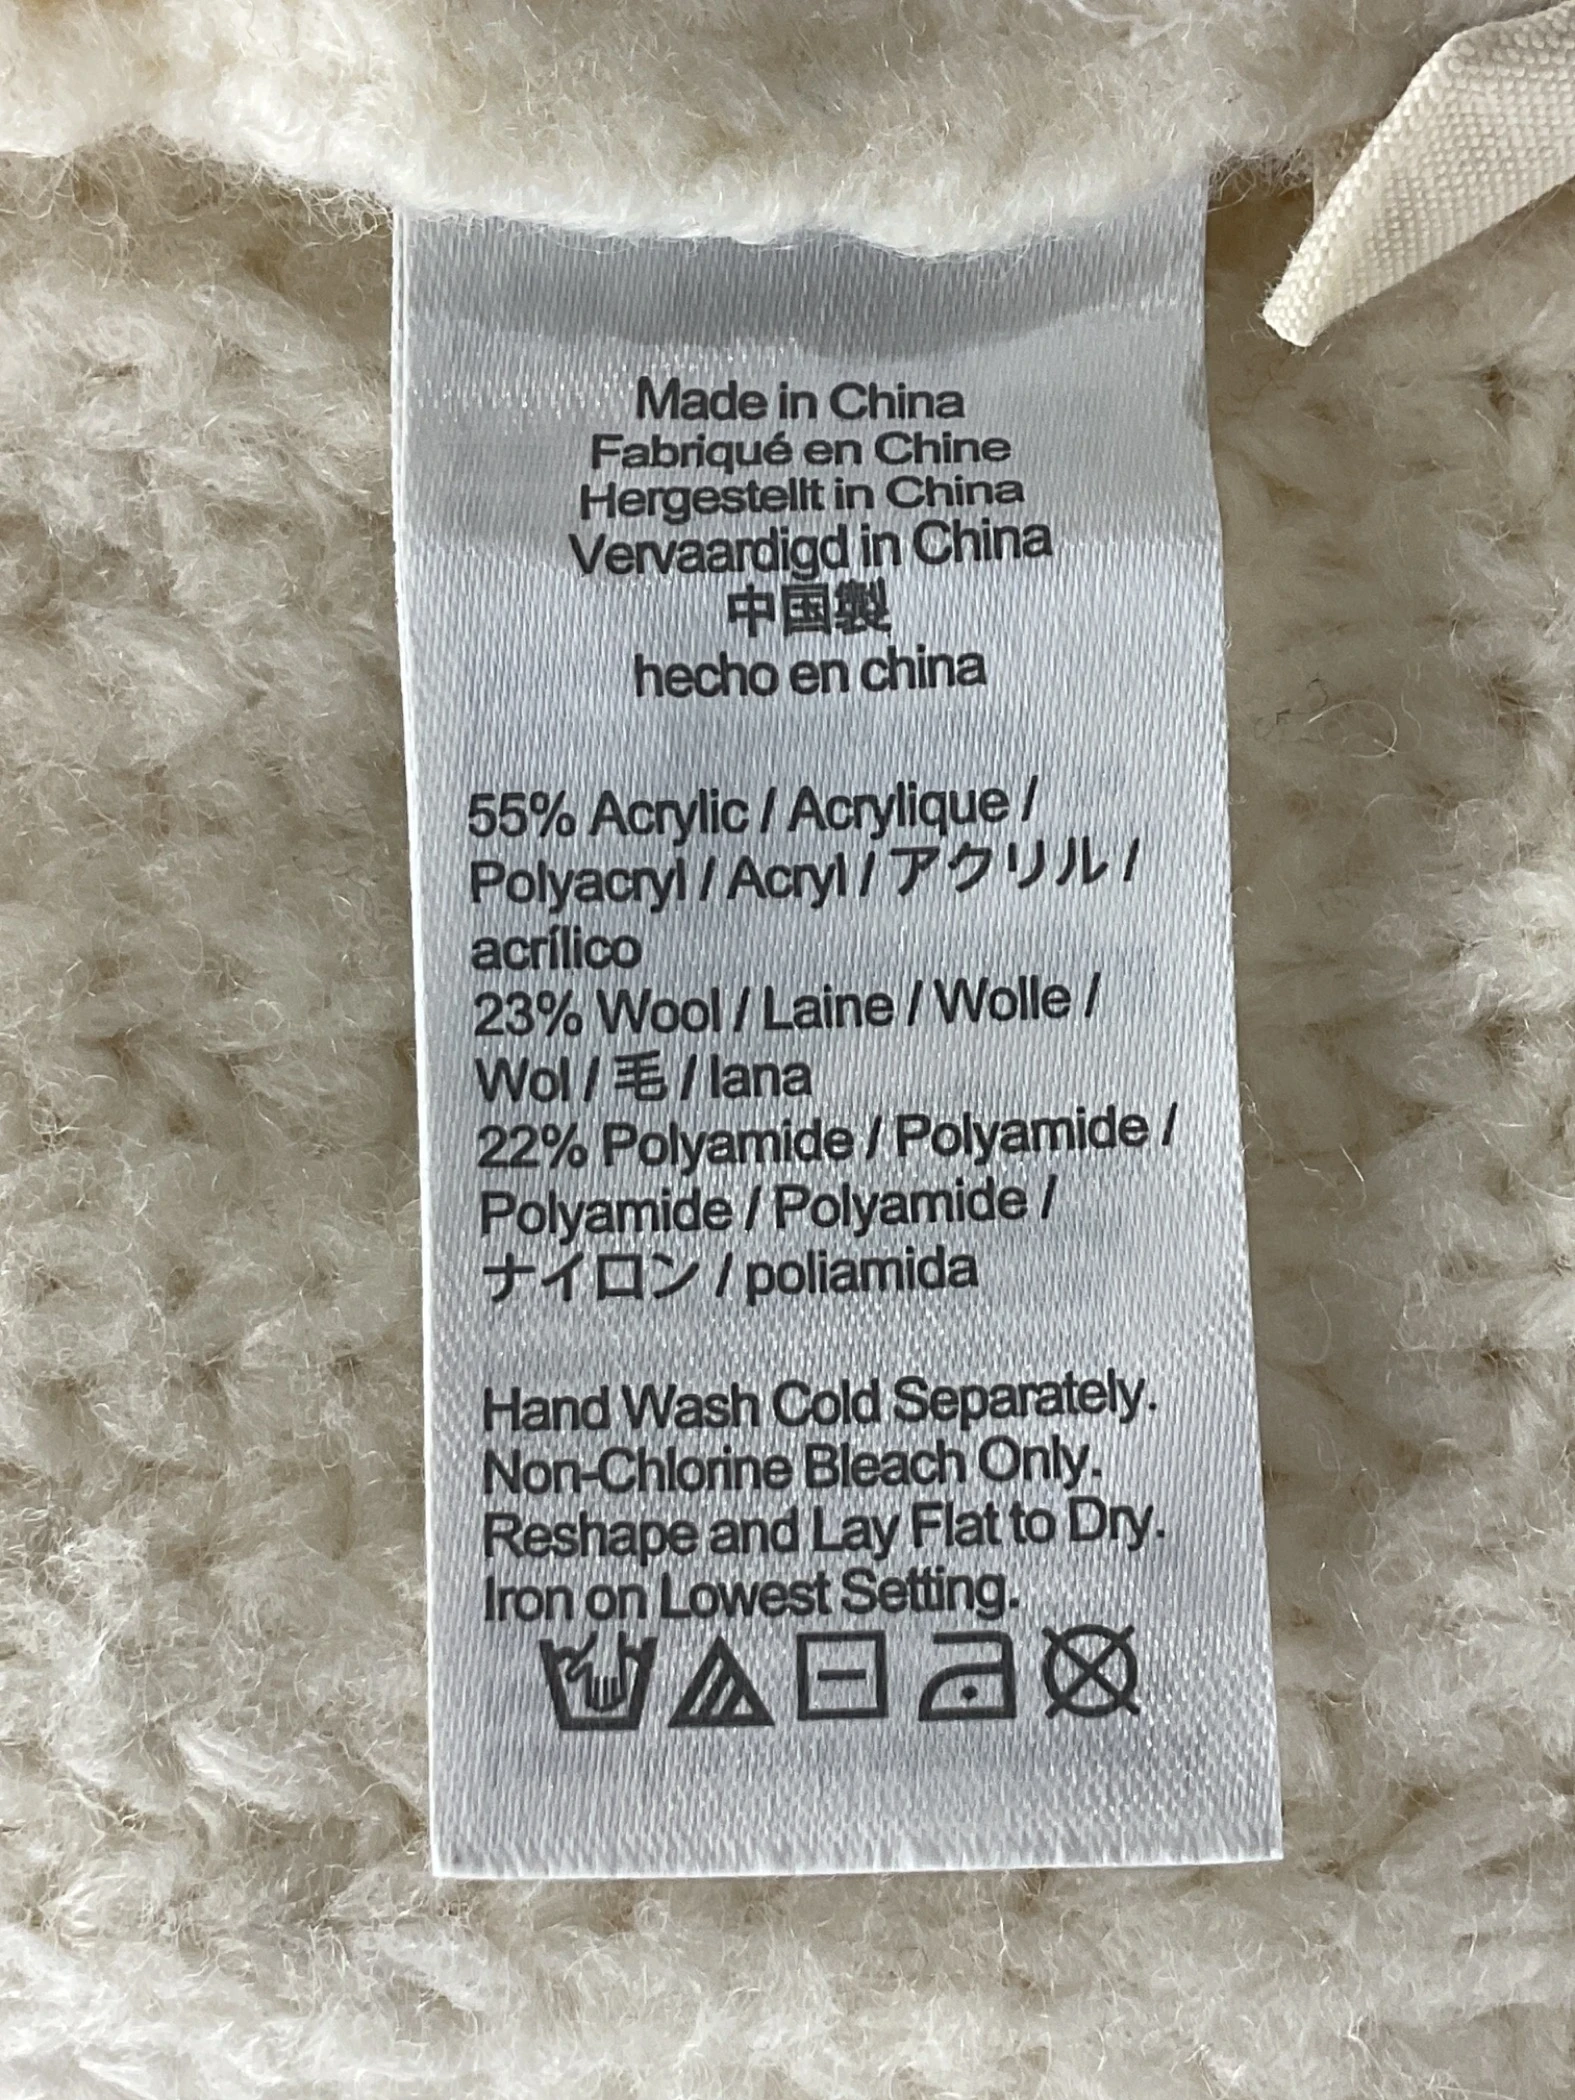 Made in China
Fabriqué en Chine
Hergestellt in China
Vervaardigd in China
中国製
hecho en china
55% Acrylic / Acrylique /
Polyacryl / Acryl / アクリル /
acrílico
23% Wool / Laine / Wolle /
Wol / 毛 / lana
22% Polyamide / Polyamide /
Polyamide / Polyamide /
ナイロン / poliamida
Hand Wash Cold Separately.
Non-Chlorine Bleach Only.
Reshape and Lay Flat to Dry.
Iron on Lowest Setting.